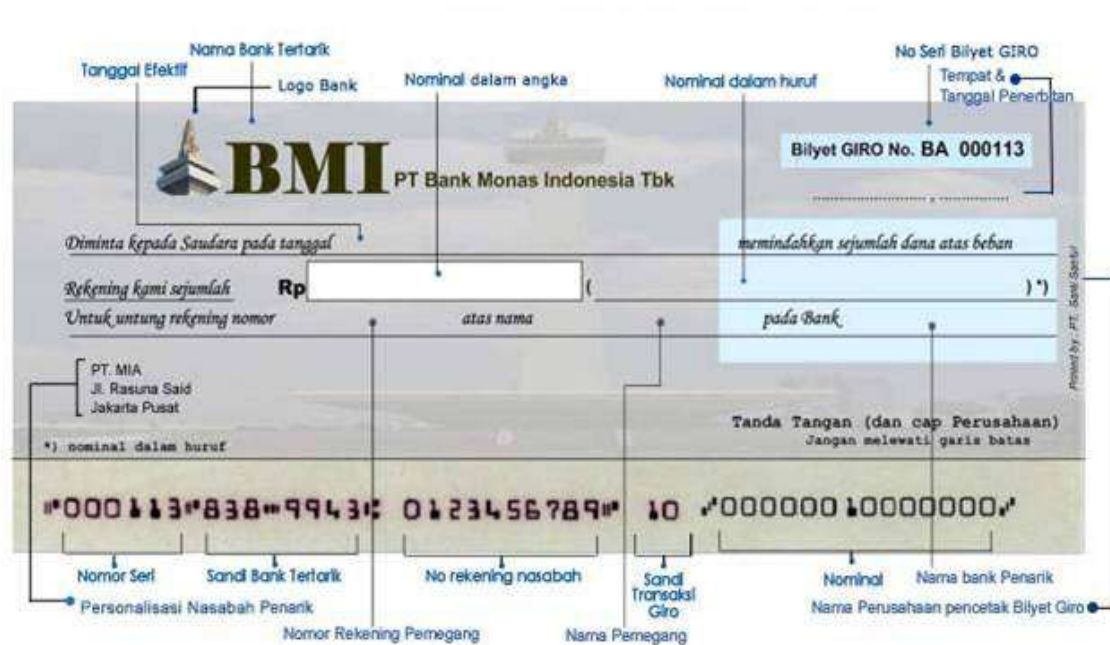 Nama Bank Tertarik
No Seri Bilyet GIRO
Tanggal Efektif
Logo Bank
Nominal dalam angka
Nominal dalam huruf
Tempat &
Tanggal Penerbitan
BMI PT Bank Monas Indonesia Tbk
Bilyet GIRO No. BA 000113
Diminta kepada Saudara pada tanggal memindahkan sejumlah dana atas beban
Rekening kami sejumlah Rp ( ) *)
Untuk untung rekening nomor atas nama pada Bank
PT. MIA
Jl. Rasuna Said
Jakarta Pusat
Tanda Tangan (dan cap Perusahaan)
Jangan melewati garis batas
*) nominal dalam huruf
Printed by : PT.
⑈000113⑈838⑉9943⑆ 0123456789⑈ 10 ⑇00000010000000⑇
Nomor Seri
Sandi Bank Tertarik
No rekening nasabah
Sandi
Transaksi
Giro
Nominal
Nama bank Penarik
Personalisasi Nasabah Penarik
Nama Perusahaan pencetak Bilyet Giro
Nomor Rekening Pemegang
Nama Pemegang